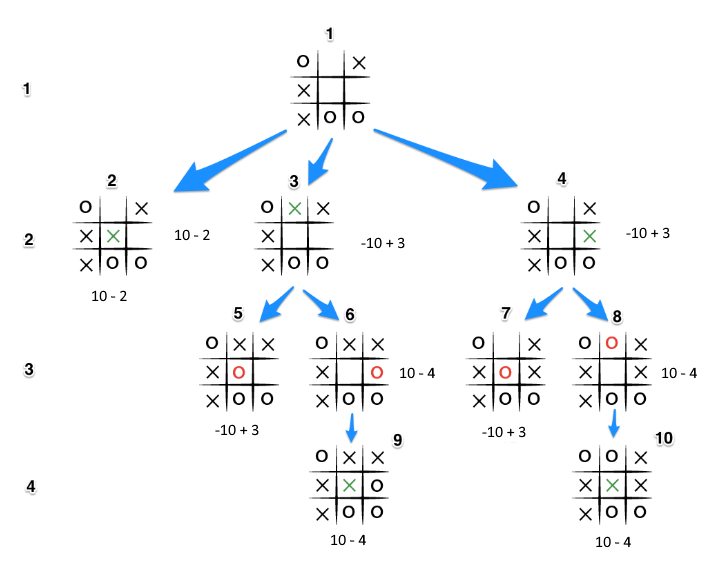 1
1
O X
X
X O O
2 3 4
2
O X
X X
X O O
10 - 2
10 - 2
O X X
X
X O O
-10 + 3
O X
X X
X O O
-10 + 3
5 6 7 8
3
O X X
X O
X O O
-10 + 3
O X X
X O
X O O
10 - 4
O X
X O X
X O O
-10 + 3
O O X
X X
X O O
10 - 4
9 10
4
O X X
X X O
X O O
10 - 4
O O X
X X X
X O O
10 - 4